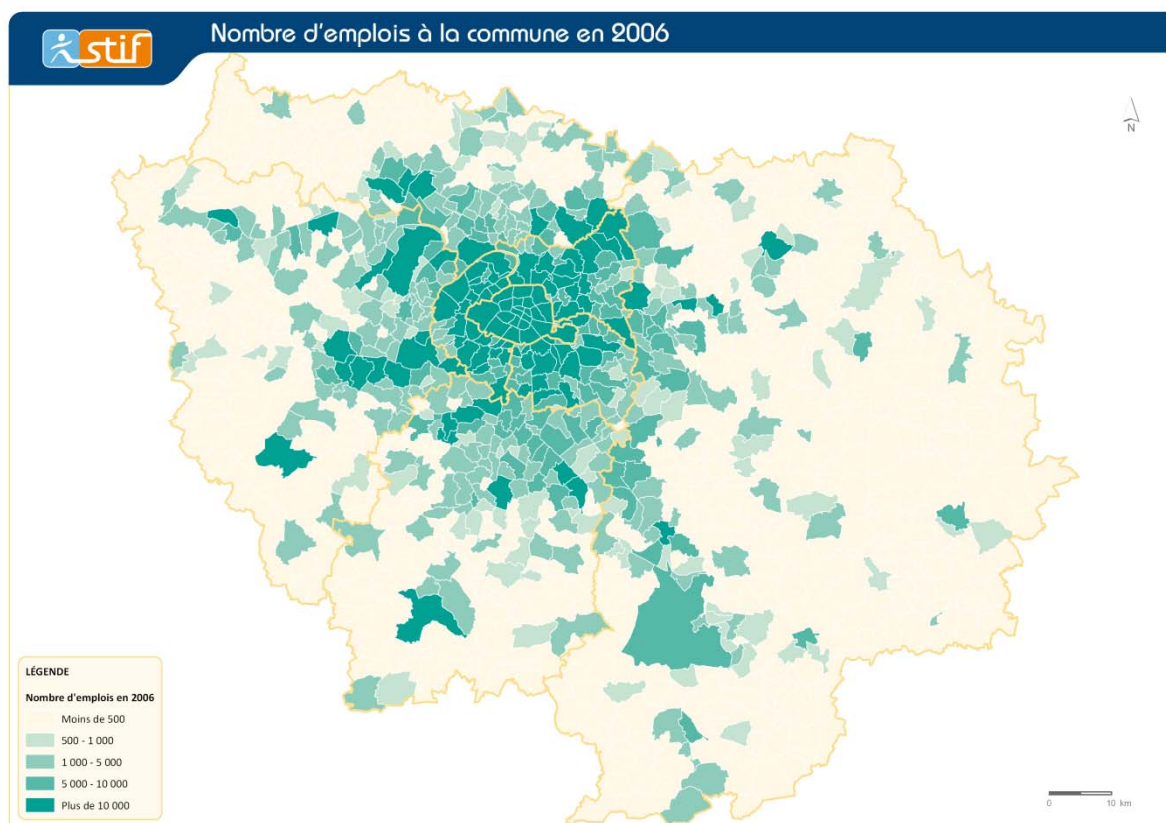 stif
Nombre d'emplois à la commune en 2006
N
LÉGENDE
Nombre d'emplois en 2006
Moins de 500
500 - 1 000
1 000 - 5 000
5 000 - 10 000
Plus de 10 000
0 10 km